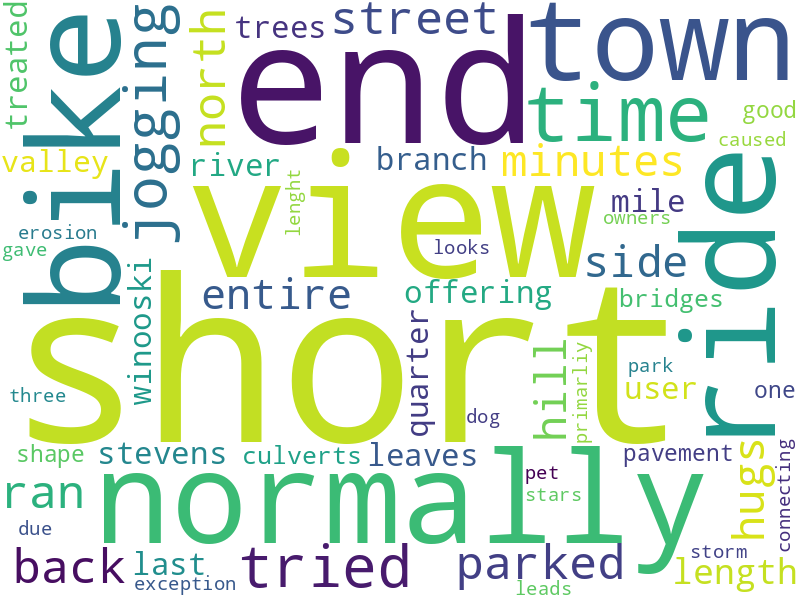 treated
bike
jogging
north
trees
street
end
town
time
good
caused
valley
river
branch
minutes
mile
owners
ride
lenght
view
looks
erosion
gave
winooski
entire
offering
side
bridges
short
quarter
hill
primarliy
park
user
one
three
dog
shape
stevens
culverts
leaves
pavement
hugs
connecting
ran
normally
pet
stars
due
back
last
exception
tried
parked
leads
storm
length